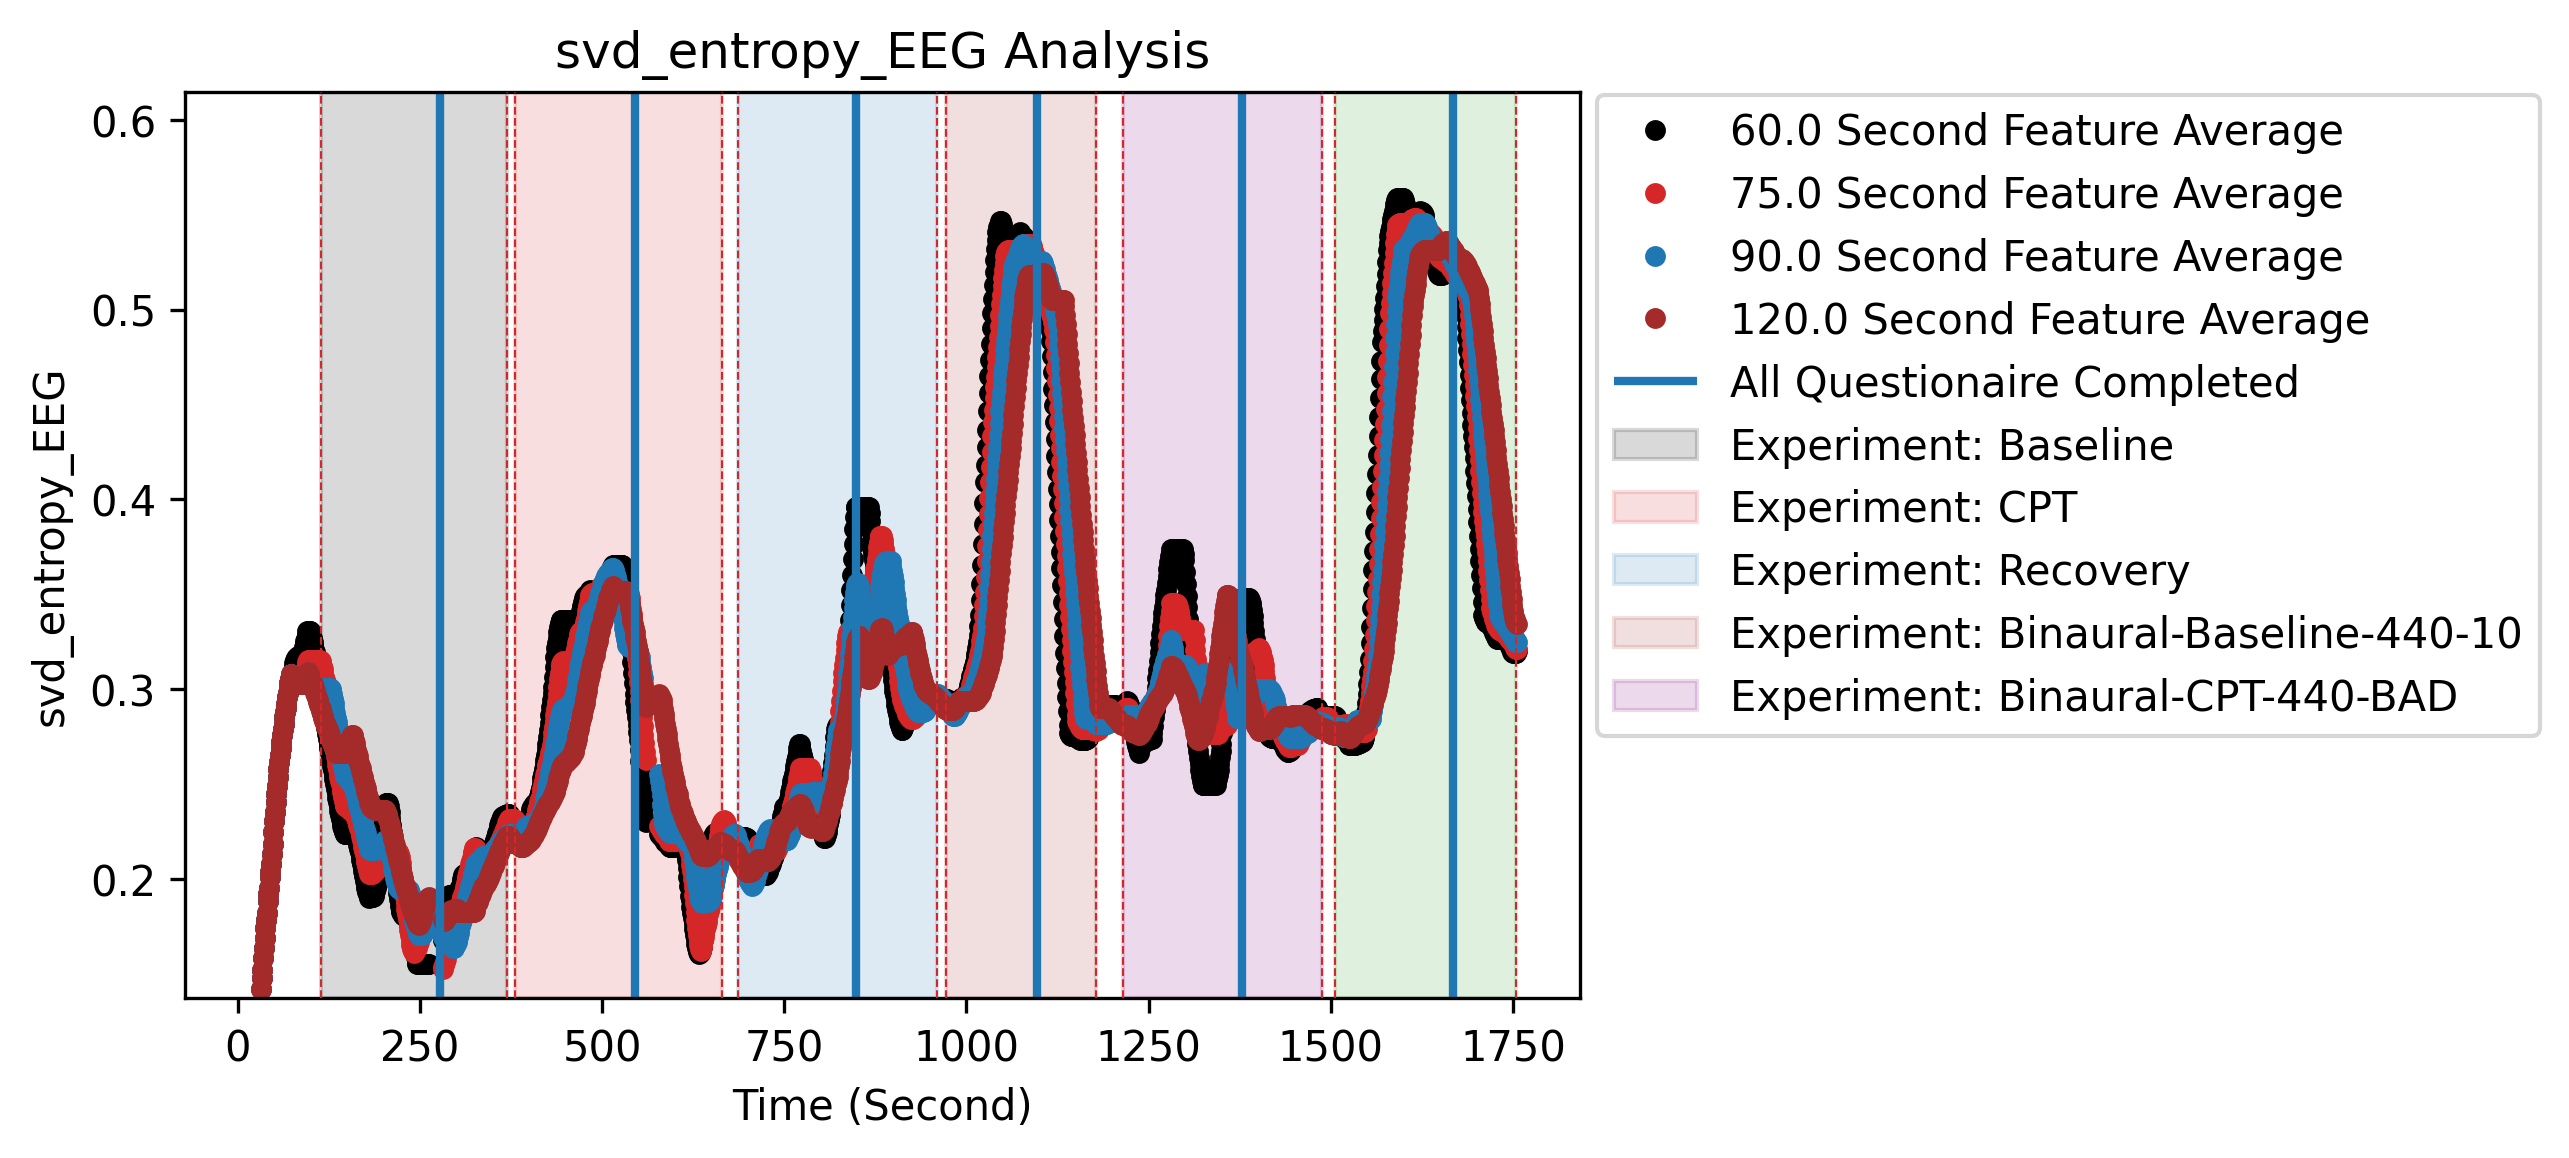 svd_entropy_EEG Analysis
svd_entropy_EEG
0.6
0.5
0.4
0.3
0.2
0
250
500
750
1000
1250
1500
1750
Time (Second)
60.0 Second Feature Average
75.0 Second Feature Average
90.0 Second Feature Average
120.0 Second Feature Average
All Questionaire Completed
Experiment: Baseline
Experiment: CPT
Experiment: Recovery
Experiment: Binaural-Baseline-440-10
Experiment: Binaural-CPT-440-BAD